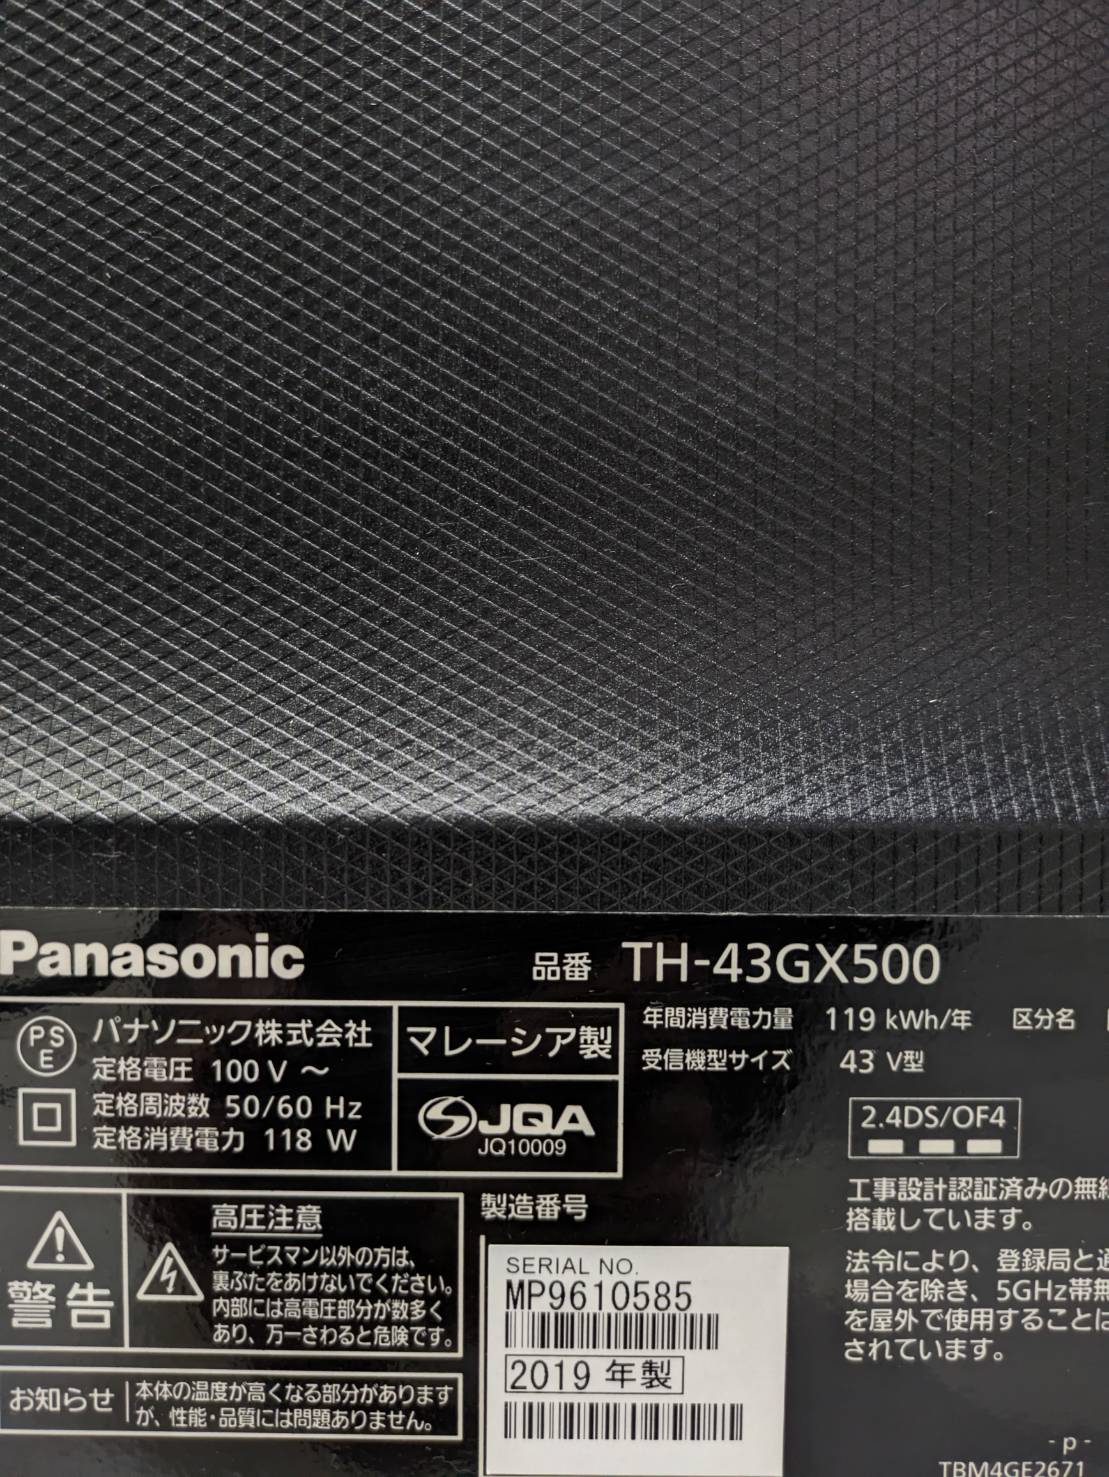 Panasonic
品番 TH-43GX500
PS
E
パナソニック株式会社
定格電圧 100 V ～
定格周波数 50/60 Hz
定格消費電力 118 W
マレーシア製
JQA
JQ10009
年間消費電力量 119 kWh/年 区分名
受信機型サイズ 43 V型
2.4DS/OF4
工事設計認証済みの無線
搭載しています。
法令により、登録局と通
場合を除き、5GHz帯無
を屋外で使用することは
されています。
警告
高圧注意
サービスマン以外の方は、
裏ぶたをあけないでください。
内部には高電圧部分が数多く
あり、万一さわると危険です。
お知らせ
本体の温度が高くなる部分があります
が、性能・品質には問題ありません。
製造番号
SERIAL NO.
MP9610585
2019 年製
- p -
TBM4GE2671